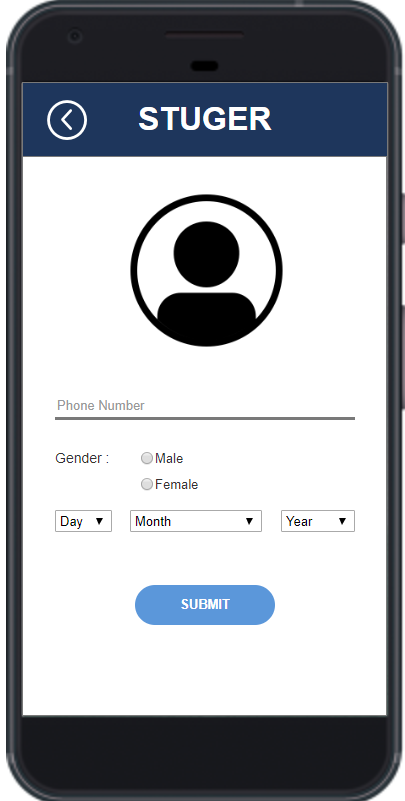 STUGER
Phone Number
Gender :
Male
Female
Day Month Year
SUBMIT